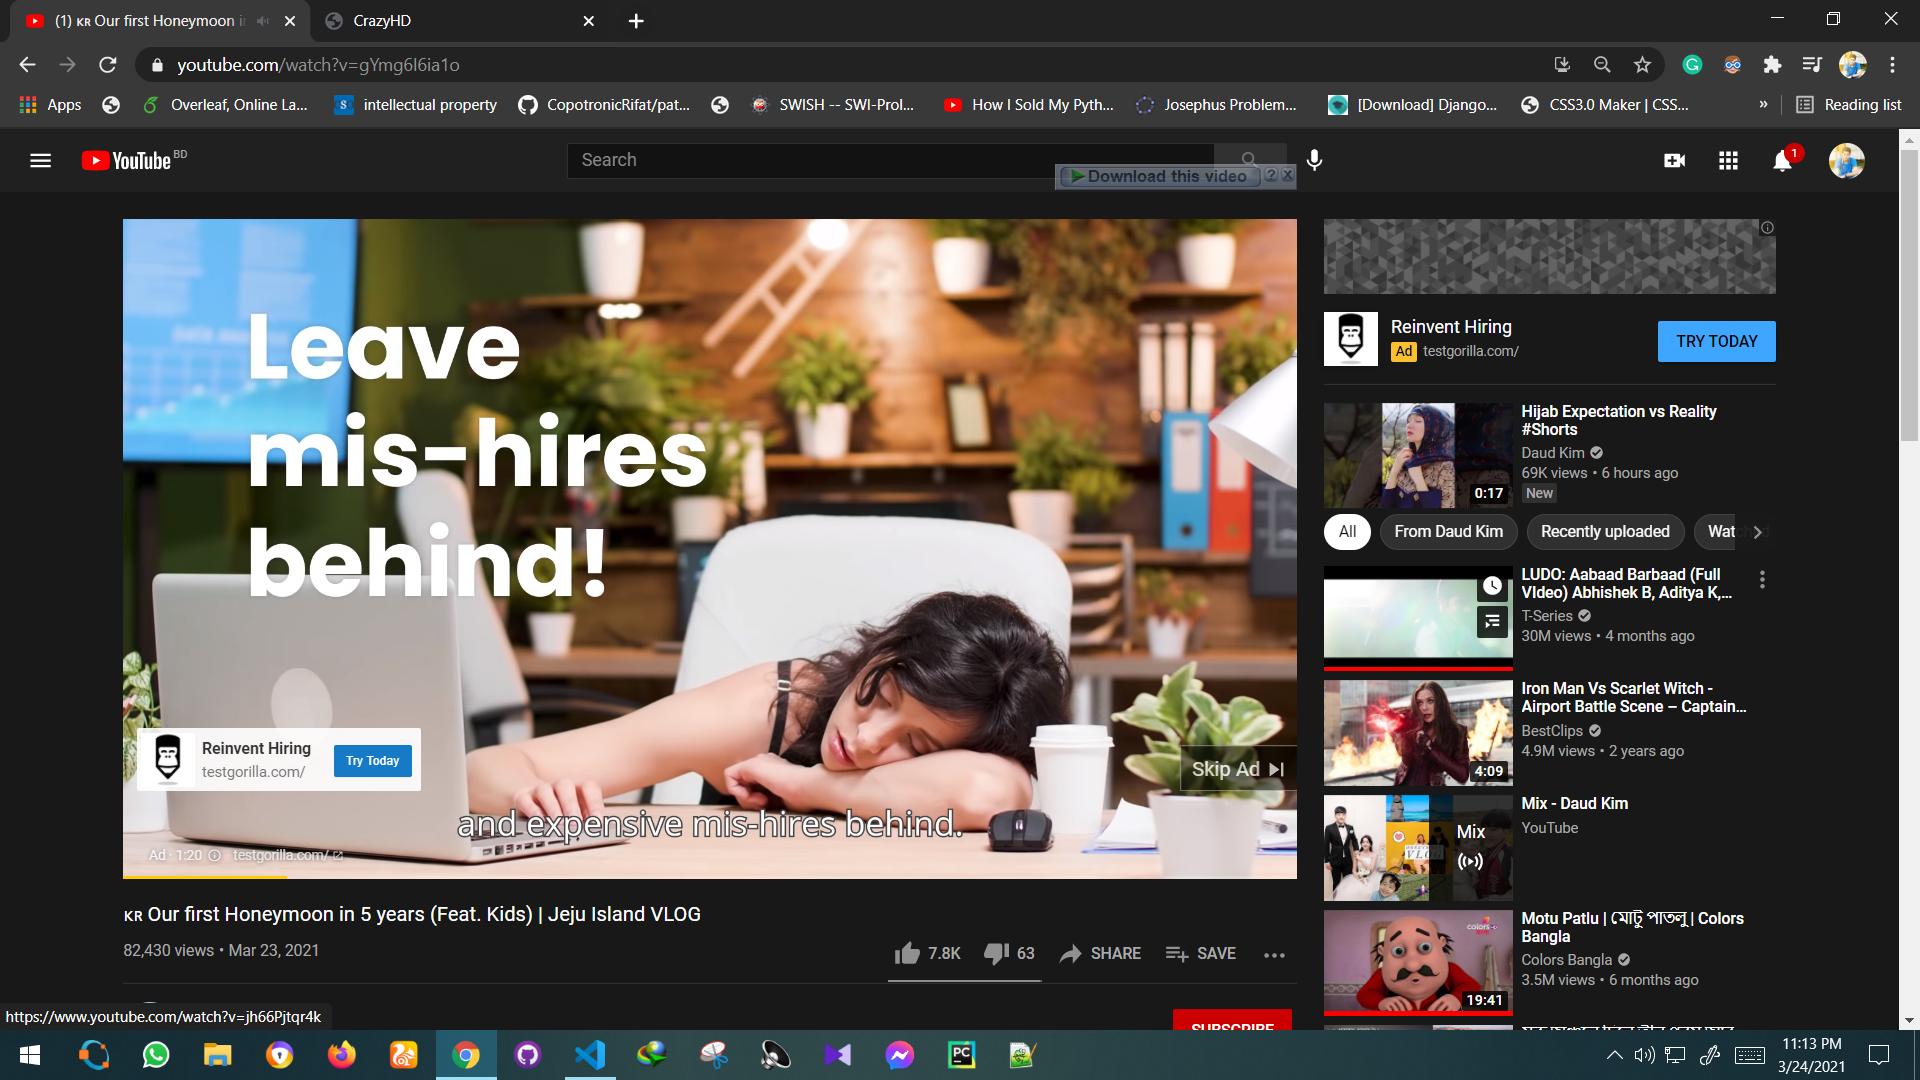 (1) ᴋʀ Our first Honeymoon in
CrazyHD
youtube.com/watch?v=gYmg6I6ia1o
Apps
Overleaf, Online La...
intellectual property
CopotronicRifat/pat...
SWISH -- SWI-Prol...
How I Sold My Pyth...
Josephus Problem...
[Download] Django...
CSS3.0 Maker | CSS...
»
Reading list
YouTube BD
Search
Download this video
1
Leave
mis-hires
behind!
Reinvent Hiring
testgorilla.com/
Try Today
Skip Ad
and expensive mis-hires behind.
Ad · 1:20 testgorilla.com/
ᴋʀ Our first Honeymoon in 5 years (Feat. Kids) | Jeju Island VLOG
82,430 views • Mar 23, 2021
7.8K
63
SHARE
SAVE
SUBSCRIBE
Reinvent Hiring
Ad testgorilla.com/
TRY TODAY
Hijab Expectation vs Reality
#Shorts
Daud Kim
69K views • 6 hours ago
New
0:17
All
From Daud Kim
Recently uploaded
LUDO: Aabaad Barbaad (Full
VIdeo) Abhishek B, Aditya K,...
T-Series
30M views • 4 months ago
Iron Man Vs Scarlet Witch -
Airport Battle Scene – Captain...
BestClips
4.9M views • 2 years ago
4:09
Mix - Daud Kim
YouTube
Mix
Motu Patlu | মোটু পাতলু | Colors
Bangla
Colors Bangla
3.5M views • 6 months ago
19:41
https://www.youtube.com/watch?v=jh66Pjtqr4k
PC
11:13 PM
3/24/2021